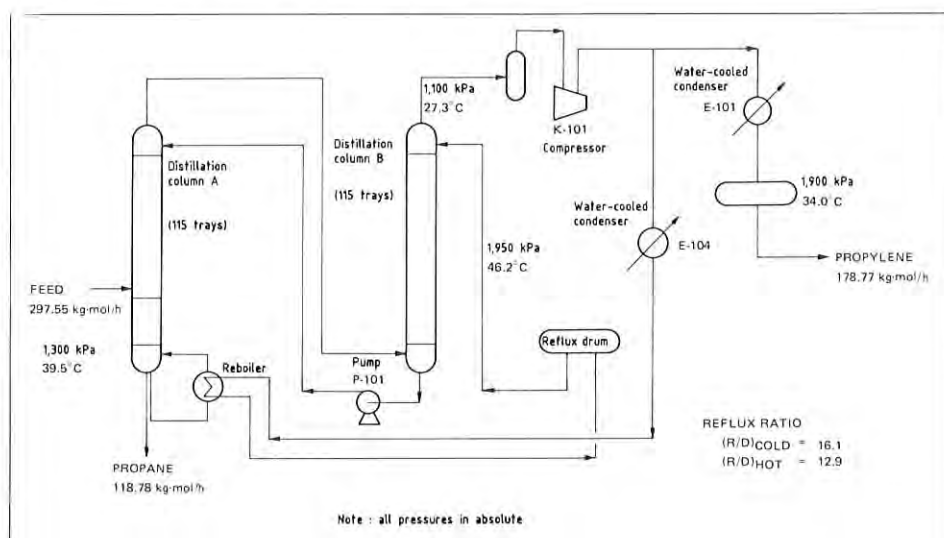 1,100 kPa
27.3°C
K-101
Compressor
Water-cooled
condenser
E-101
1,900 kPa
34.0°C
PROPYLENE
178.77 kg·mol/h
Distillation
column A
(115 trays)
Distillation
column B
(115 trays)
Water-cooled
condenser
E-104
1,950 kPa
46.2°C
FEED
297.55 kg·mol/h
1,300 kPa
39.5°C
Reboiler
Pump
P-101
Reflux drum
PROPANE
118.78 kg·mol/h
REFLUX RATIO
(R/D)COLD = 16.1
(R/D)HOT = 12.9
Note : all pressures in absolute